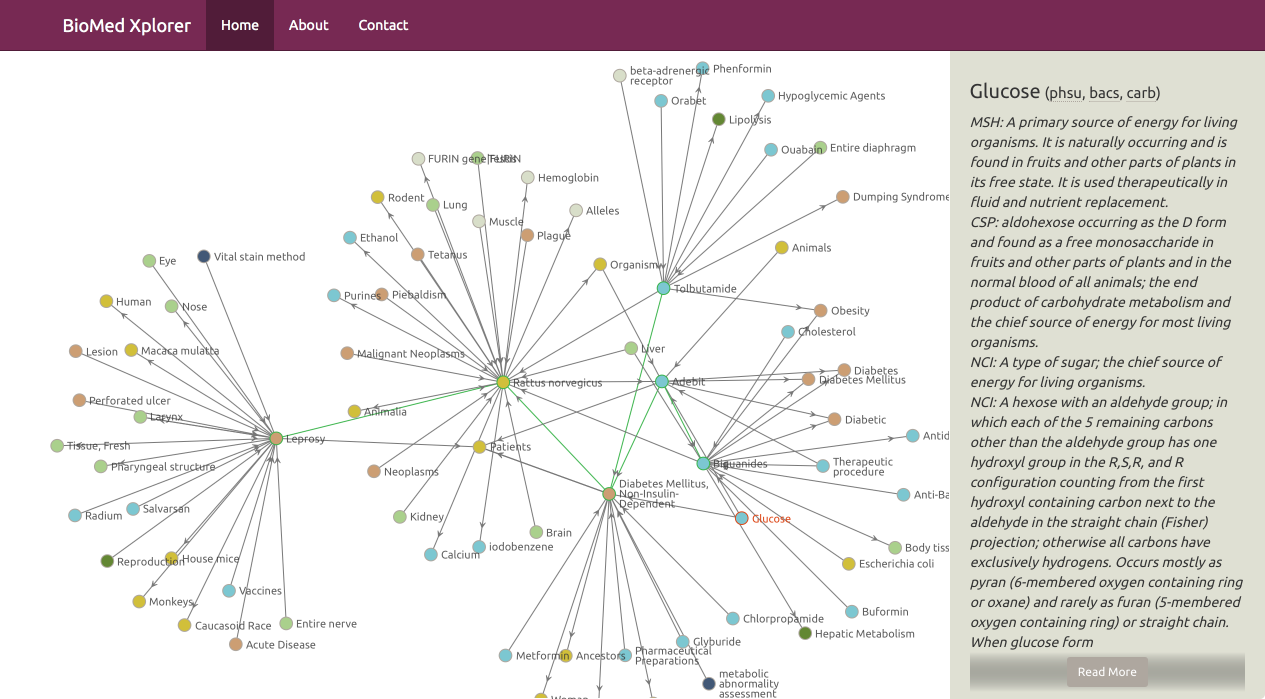 BioMed Xplorer
Home
About
Contact
beta-adrenergic
receptor
Phenformin
Orabet
Hypoglycemic Agents
Lipolysis
Ouabain
Entire diaphragm
FURIN gene
FURIN
Hemoglobin
Rodent
Lung
Dumping Syndrome
Muscle
Alleles
Ethanol
Plague
Tetanus
Animals
Eye
Vital stain method
Organism
Human
Nose
Purines
Piebaldism
Tolbutamide
Obesity
Cholesterol
Lesion
Macaca mulatta
Malignant Neoplasms
Liver
Diabetes
Rattus norvegicus
Adebit
Diabetes Mellitus
Perforated ulcer
Larynx
Animalia
Diabetic
Leprosy
Tissue, Fresh
Patients
Antid
Pharyngeal structure
Neoplasms
Biguanides
Therapeutic
procedure
Diabetes Mellitus,
Non-Insulin-
Dependent
Anti-Ba
Radium
Salvarsan
Kidney
Glucose
Brain
Calcium
iodobenzene
Body tiss
Reproduction
House mice
Escherichia coli
Vaccines
Monkeys
Buformin
Caucasoid Race
Entire nerve
Chlorpropamide
Hepatic Metabolism
Acute Disease
Glyburide
Metformin
Ancestors
Pharmaceutical
Preparations
metabolic
abnormality
assessment
Woman
Glucose (phsu, bacs, carb)
MSH: A primary source of energy for living
organisms. It is naturally occurring and is
found in fruits and other parts of plants in
its free state. It is used therapeutically in
fluid and nutrient replacement.
CSP: aldohexose occurring as the D form
and found as a free monosaccharide in
fruits and other parts of plants and in the
normal blood of all animals; the end
product of carbohydrate metabolism and
the chief source of energy for most living
organisms.
NCI: A type of sugar; the chief source of
energy for living organisms.
NCI: A hexose with an aldehyde group; in
which each of the 5 remaining carbons
other than the aldehyde group has one
hydroxyl group in the R,S,R, and R
configuration counting from the first
hydroxyl containing carbon next to the
aldehyde in the straight chain (Fisher)
projection; otherwise all carbons have
exclusively hydrogens. Occurs mostly as
pyran (6-membered oxygen containing ring
or oxane) and rarely as furan (5-membered
oxygen containing ring) or straight chain.
When glucose form
Read More